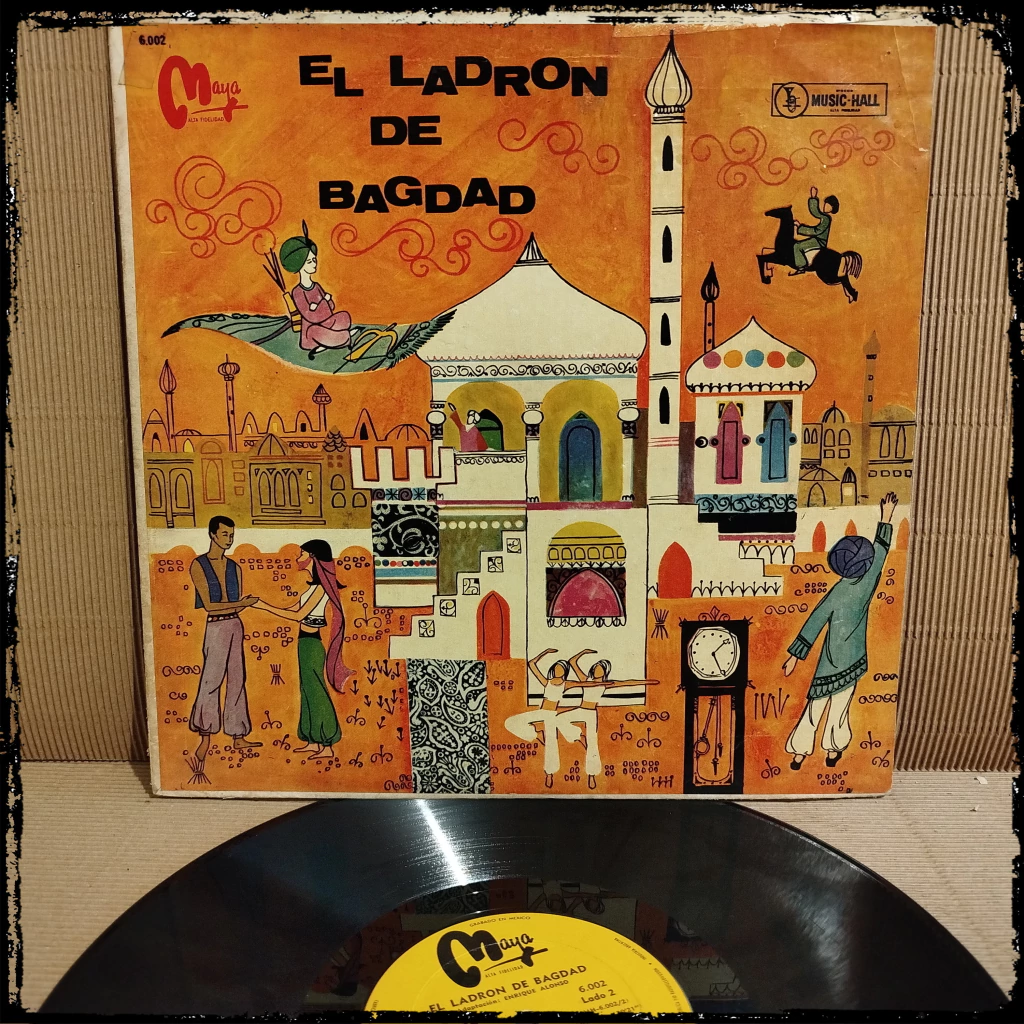 6.002
Maya
ALTA FIDELIDAD
EL LADRON
DE
BAGDAD
MUSIC-HALL
ALTA FIDELIDAD
GRABADO EN MEXICO
Maya
ALTA FIDELIDAD
EL LADRON DE BAGDAD
Adaptación: ENRIQUE ALONSO
6.002
Lado 2